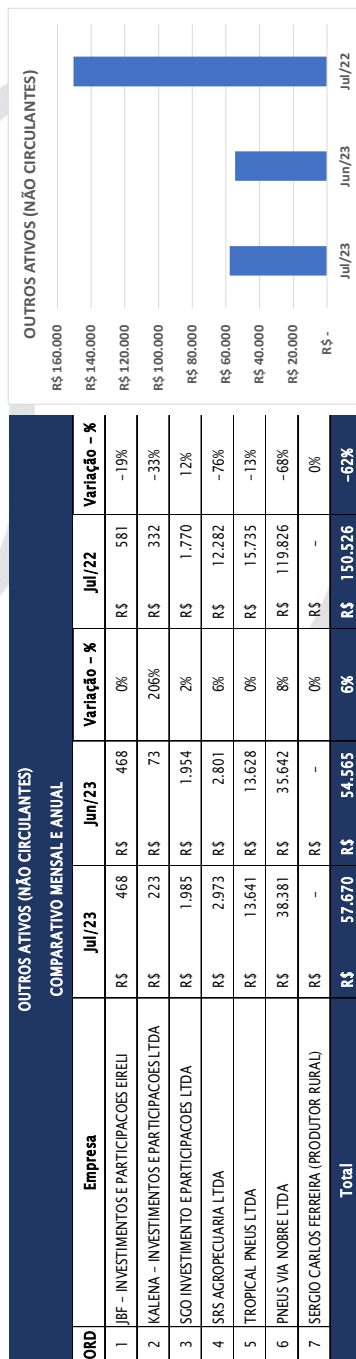 OUTROS ATIVOS (NÃO CIRCULANTES)
COMPARATIVO MENSAL E ANUAL
ORD Empresa Jul/23 Jun/23 Variação - % Jul/22 Variação - %
1 JBF - INVESTIMENTOS E PARTICIPACOES EIRELI R$ 468 R$ 468 0% R$ 581 -19%
2 KALENA - INVESTIMENTOS E PARTICIPACOES LTDA R$ 223 R$ 73 206% R$ 332 -33%
3 SGO INVESTIMENTO E PARTICIPACOES LTDA R$ 1.985 R$ 1.954 2% R$ 1.770 12%
4 SRS AGROPECUARIA LTDA R$ 2.973 R$ 2.801 6% R$ 12.282 -76%
5 TROPICAL PNEUS LTDA R$ 13.641 R$ 13.628 0% R$ 15.735 -13%
6 PNEUS VIA NOBRE LTDA R$ 38.381 R$ 35.642 8% R$ 119.826 -68%
7 SERGIO CARLOS FERREIRA (PRODUTOR RURAL) R$ - R$ - 0% R$ - 0%
Total R$ 57.670 R$ 54.565 6% R$ 150.526 -62%
OUTROS ATIVOS (NÃO CIRCULANTES)
R$ 160.000
R$ 140.000
R$ 120.000
R$ 100.000
R$ 80.000
R$ 60.000
R$ 40.000
R$ 20.000
R$ -
Jul/23 Jun/23 Jul/22